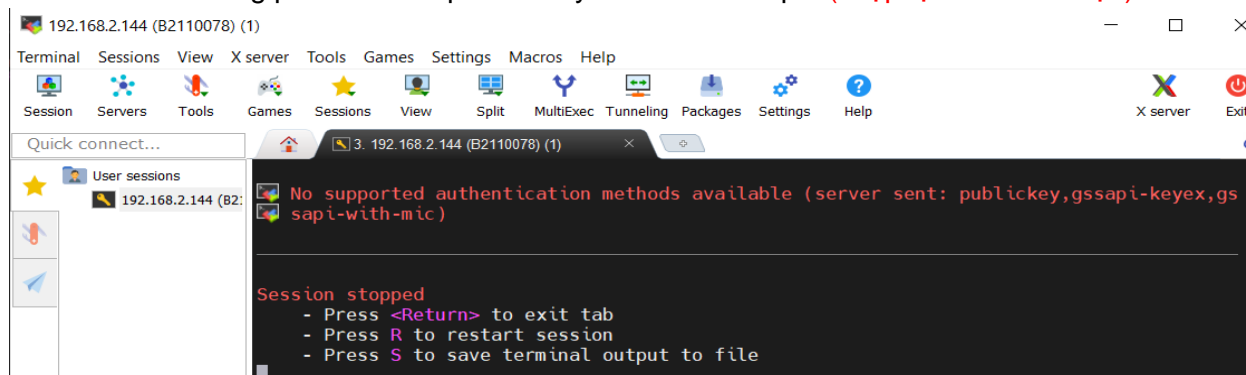 192.168.2.144 (B2110078) (1)
Terminal Sessions View X server Tools Games Settings Macros Help
Session Servers Tools Games Sessions View Split MultiExec Tunneling Packages Settings Help X server Exit
Quick connect...
3. 192.168.2.144 (B2110078) (1)
User sessions
192.168.2.144 (B2
No supported authentication methods available (server sent: publickey,gssapi-keyex,gs
sapi-with-mic)
Session stopped
- Press <Return> to exit tab
- Press R to restart session
- Press S to save terminal output to file